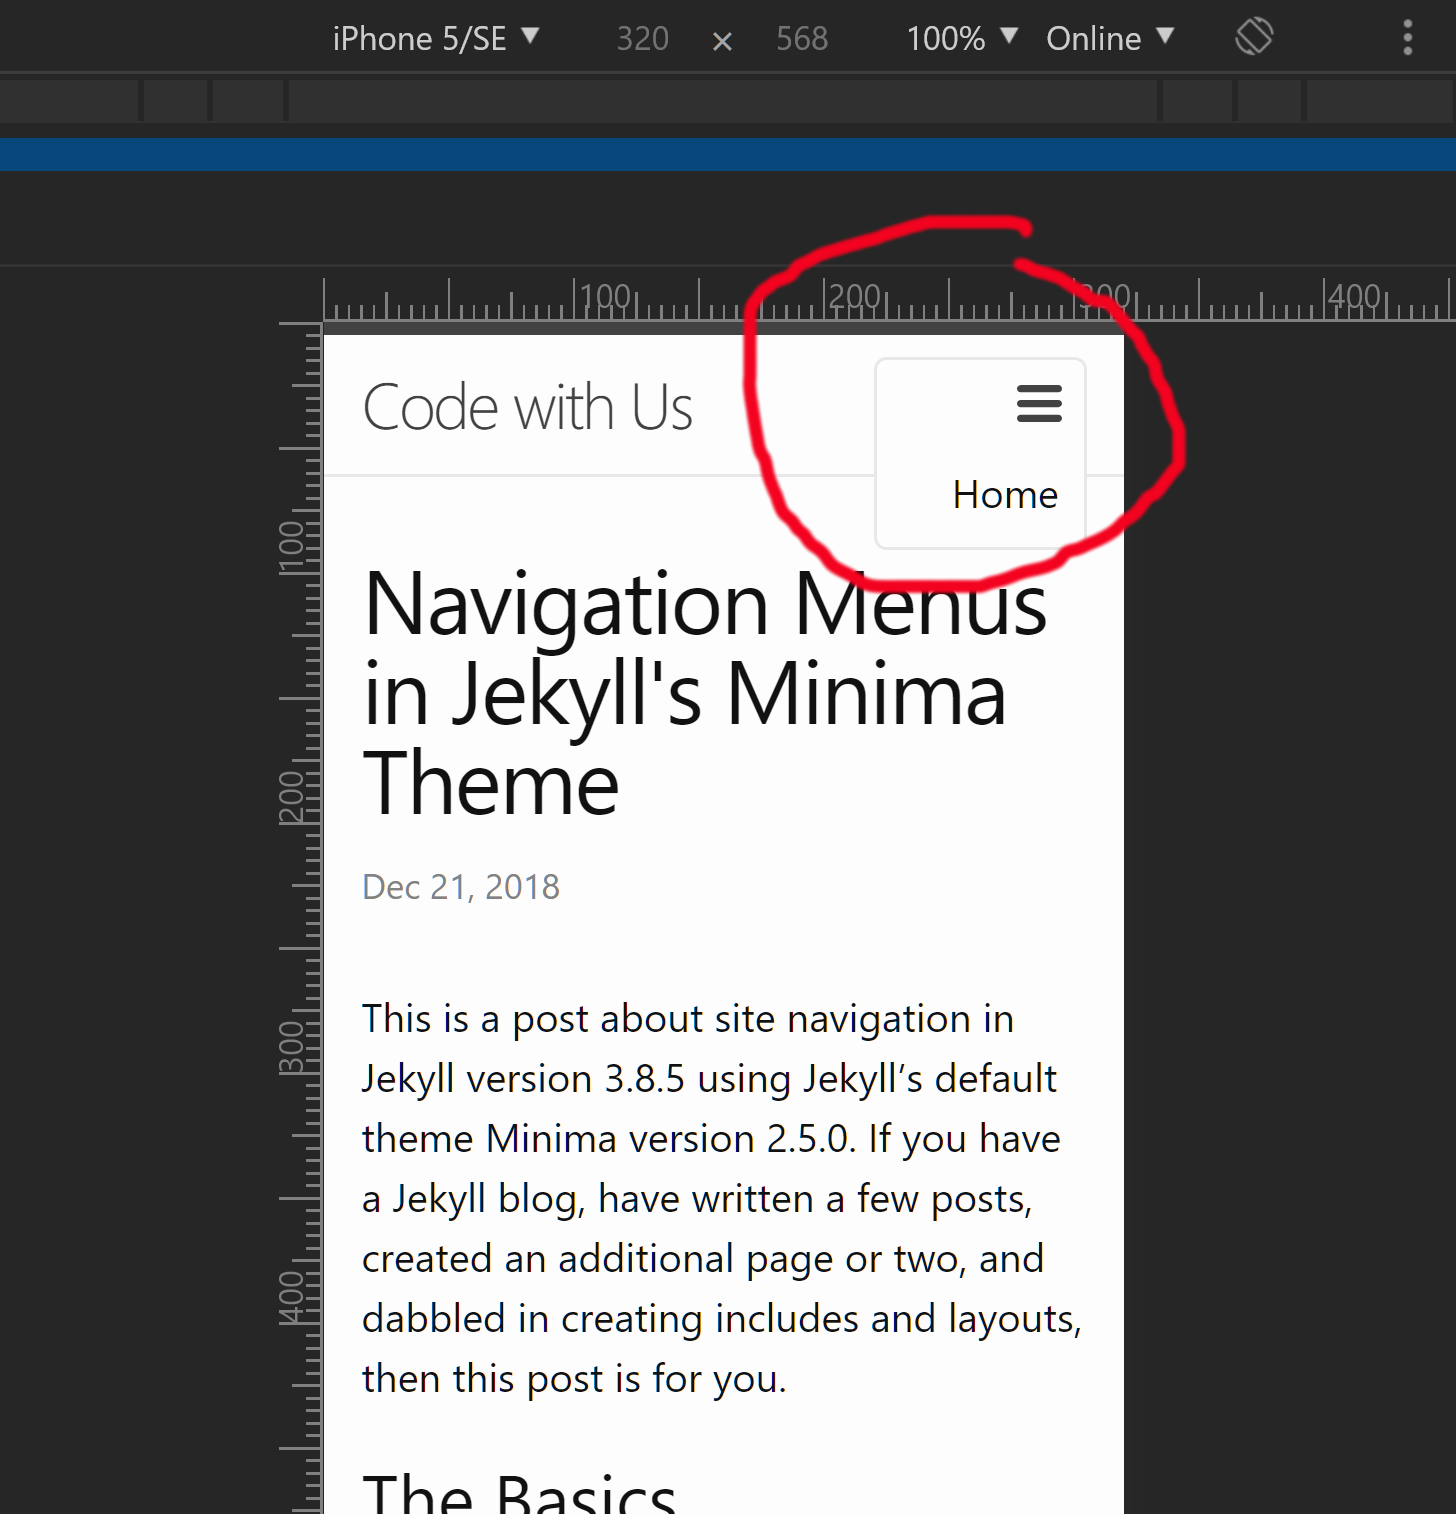 iPhone 5/SE ▼ 320 × 568 100% ▼ Online ▼
100 200 300 400
Code with Us
Home
100
Navigation Menus
in Jekyll's Minima
Theme
200
Dec 21, 2018
This is a post about site navigation in
300
Jekyll version 3.8.5 using Jekyll’s default
theme Minima version 2.5.0. If you have
a Jekyll blog, have written a few posts,
created an additional page or two, and
400
dabbled in creating includes and layouts,
then this post is for you.
The Basics